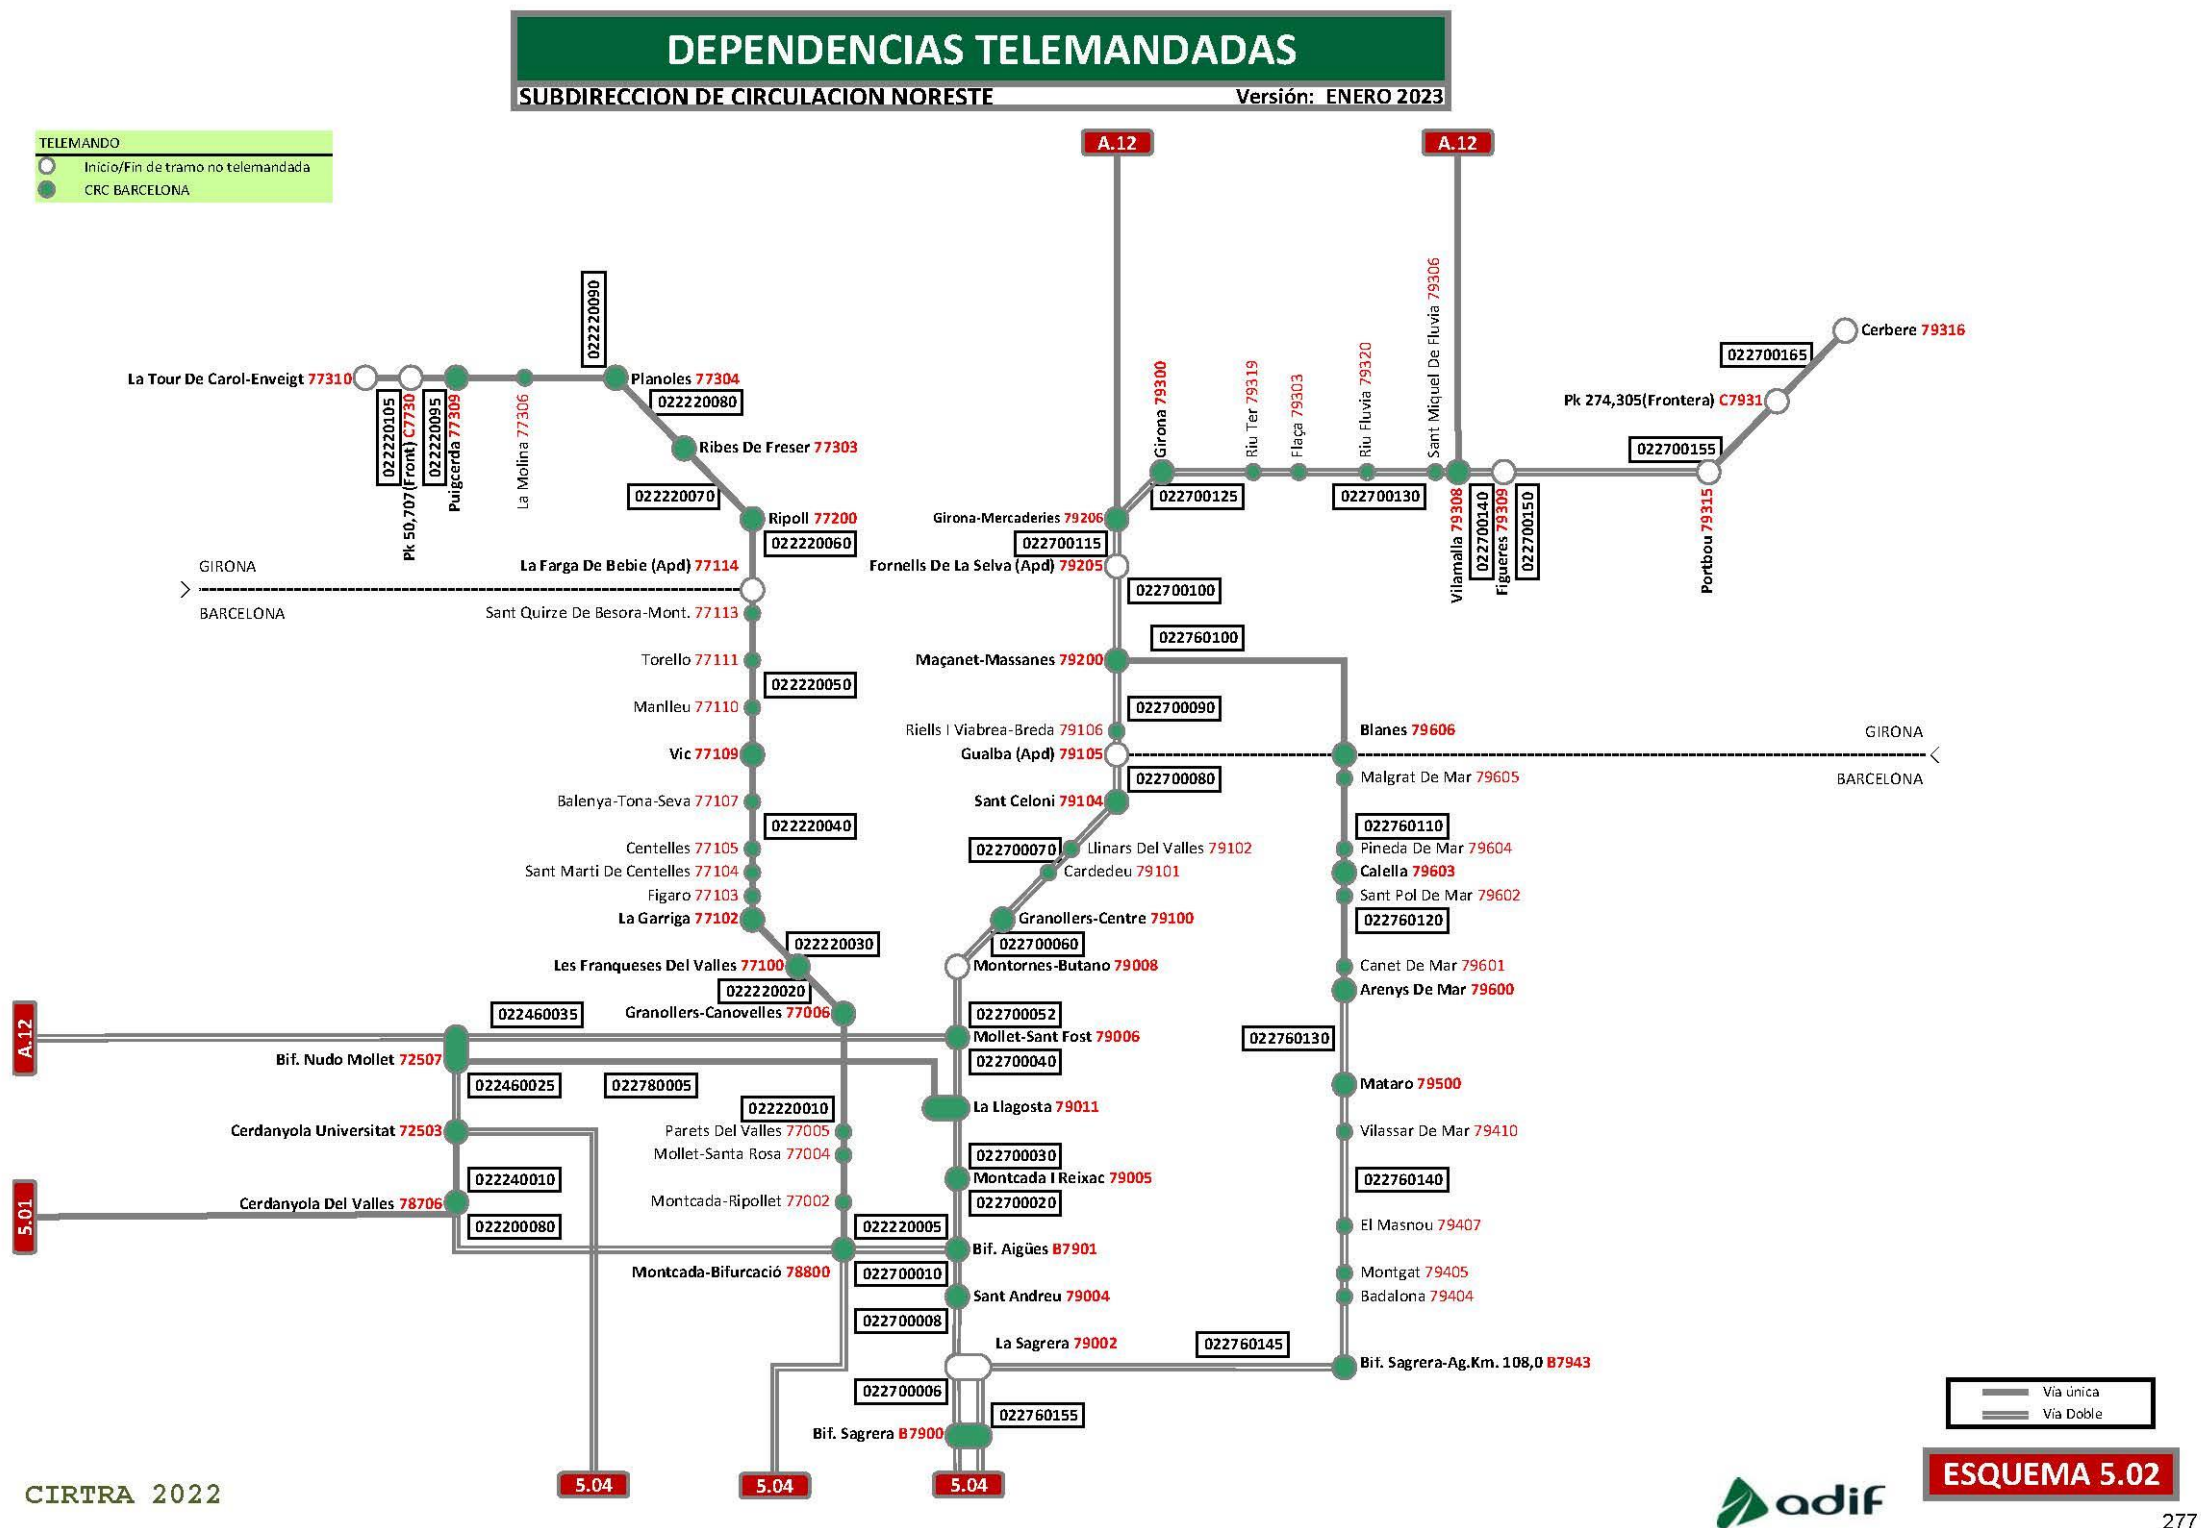 DEPENDENCIAS TELEMANDADAS
SUBDIRECCION DE CIRCULACION NORESTE
Versión: ENERO 2023
TELEMANDO
Inicio/Fin de tramo no telemandada
CRC BARCELONA
A.12
A.12
La Tour De Carol-Enveigt 77310
022220105
Pk 50,707(Front) C7730
022220095
Puigcerda 77309
La Molina 77306
022220090
Planoles 77304
022220080
Ribes De Freser 77303
022220070
Ripoll 77200
022220060
La Farga De Bebie (Apd) 77114
GIRONA
BARCELONA
Sant Quirze De Besora-Mont. 77113
Torello 77111
022220050
Manlleu 77110
Vic 77109
Balenya-Tona-Seva 77107
022220040
Centelles 77105
Sant Marti De Centelles 77104
Figaro 77103
La Garriga 77102
022220030
Les Franqueses Del Valles 77100
022220020
Granollers-Canovelles 77006
Cerbere 79316
022700165
Pk 274,305(Frontera) C7931
022700155
Portbou 79315
Girona 79300
Riu Ter 79319
Flaça 79303
Riu Fluvia 79320
Sant Miquel De Fluvia 79306
022700125
022700130
Vilamalla 79308
022700140
Figueres 79309
022700150
Girona-Mercaderies 79206
022700115
Fornells De La Selva (Apd) 79205
022700100
022760100
Maçanet-Massanes 79200
022700090
Riells I Viabrea-Breda 79106
Gualba (Apd) 79105
022700080
Sant Celoni 79104
022700070
Llinars Del Valles 79102
Cardedeu 79101
Granollers-Centre 79100
022700060
Montornes-Butano 79008
022700052
Mollet-Sant Fost 79006
022700040
La Llagosta 79011
022700030
Montcada I Reixac 79005
022700020
Blanes 79606
GIRONA
BARCELONA
Malgrat De Mar 79605
022760110
Pineda De Mar 79604
Calella 79603
Sant Pol De Mar 79602
022760120
Canet De Mar 79601
Arenys De Mar 79600
022760130
Mataro 79500
Vilassar De Mar 79410
022760140
El Masnou 79407
Montgat 79405
Badalona 79404
Bif. Sagrera-Ag.Km. 108,0 B7943
A.12
022460035
Bif. Nudo Mollet 72507
022460025
022780005
022220010
Cerdanyola Universitat 72503
Parets Del Valles 77005
Mollet-Santa Rosa 77004
022240010
Montcada-Ripollet 77002
5.01
Cerdanyola Del Valles 78706
022200080
022220005
Bif. Aigües B7901
Montcada-Bifurcació 78800
022700010
Sant Andreu 79004
022700008
La Sagrera 79002
022760145
022700006
022760155
Bif. Sagrera B7900
5.04
5.04
5.04
Vía única
Vía Doble
ESQUEMA 5.02
adif
CIRTRA 2022
277